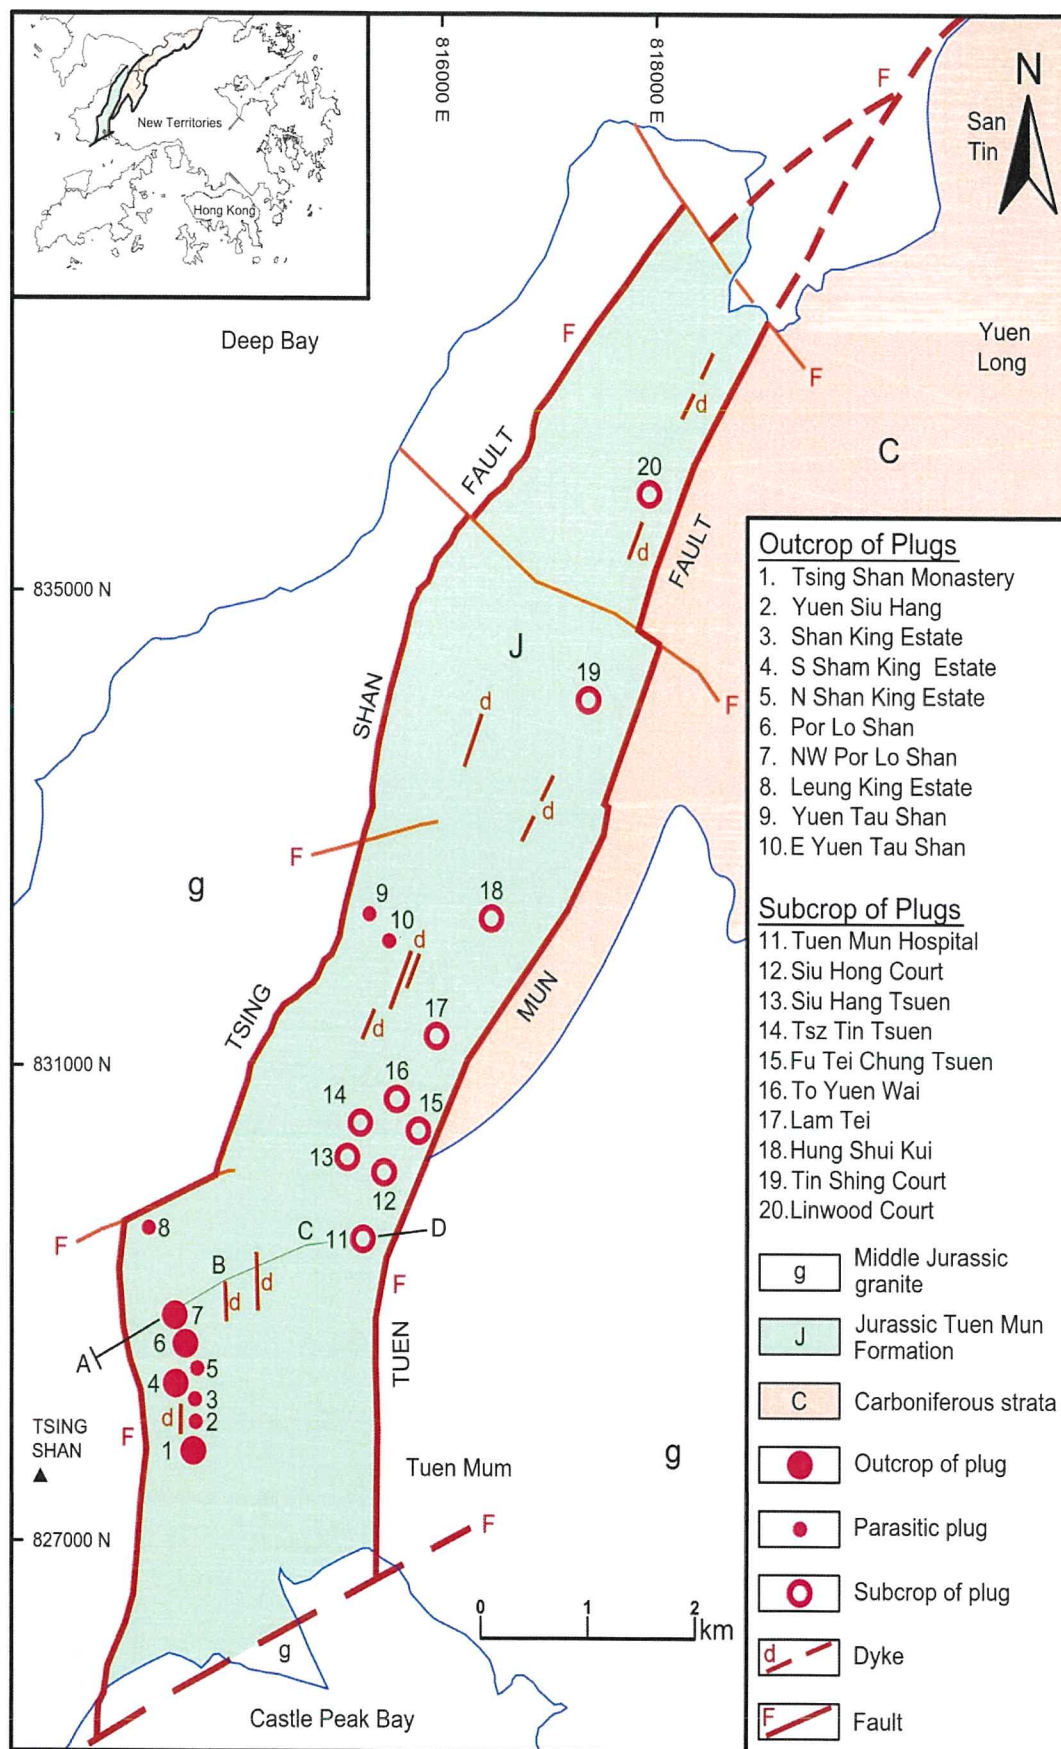 816000 E
818000 E
F
N
San
Tin
New Territories
Hong Kong
Deep Bay
F
F
Yuen
Long
d
C
FAULT
20
FAULT
d
835000 N
J
19
SHAN
d
F
d
F
g
9
18
10
d
TSING
MUN
17
d
831000 N
16
14
15
13
12
8
F
C
11
D
B
F
d
d
7
6
A
TUEN
5
4
3
d
2
TSING
SHAN
F
1
Tuen Mum
g
F
827000 N
0 1 2
km
g
Castle Peak Bay
Outcrop of Plugs
1. Tsing Shan Monastery
2. Yuen Siu Hang
3. Shan King Estate
4. S Sham King Estate
5. N Shan King Estate
6. Por Lo Shan
7. NW Por Lo Shan
8. Leung King Estate
9. Yuen Tau Shan
10. E Yuen Tau Shan
Subcrop of Plugs
11. Tuen Mun Hospital
12. Siu Hong Court
13. Siu Hang Tsuen
14. Tsz Tin Tsuen
15. Fu Tei Chung Tsuen
16. To Yuen Wai
17. Lam Tei
18. Hung Shui Kui
19. Tin Shing Court
20. Linwood Court
g Middle Jurassic
granite
J Jurassic Tuen Mun
Formation
C Carboniferous strata
Outcrop of plug
Parasitic plug
Subcrop of plug
d Dyke
F Fault